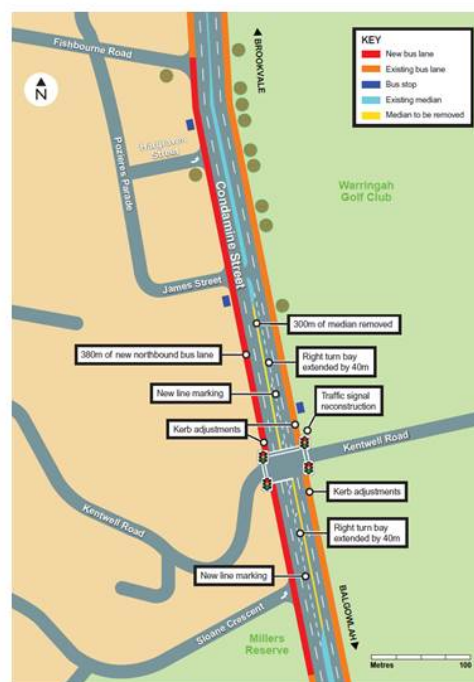 Fishbourne Road
BROOKVALE
N
KEY
New bus lane
Existing bus lane
Bus stop
Existing median
Median to be removed
Pozieres Parade
Hargraves
Street
Condamine Street
Warringah
Golf Club
James Street
300m of median removed
380m of new northbound bus lane
Right turn bay
extended by 40m
New line marking
Traffic signal
reconstruction
Kerb adjustments
Kentwell Road
Kerb adjustments
Kentwell Road
Right turn bay
extended by 40m
New line marking
Sloane Crescent
BALGOWLAH
Millers
Reserve
Metres
100